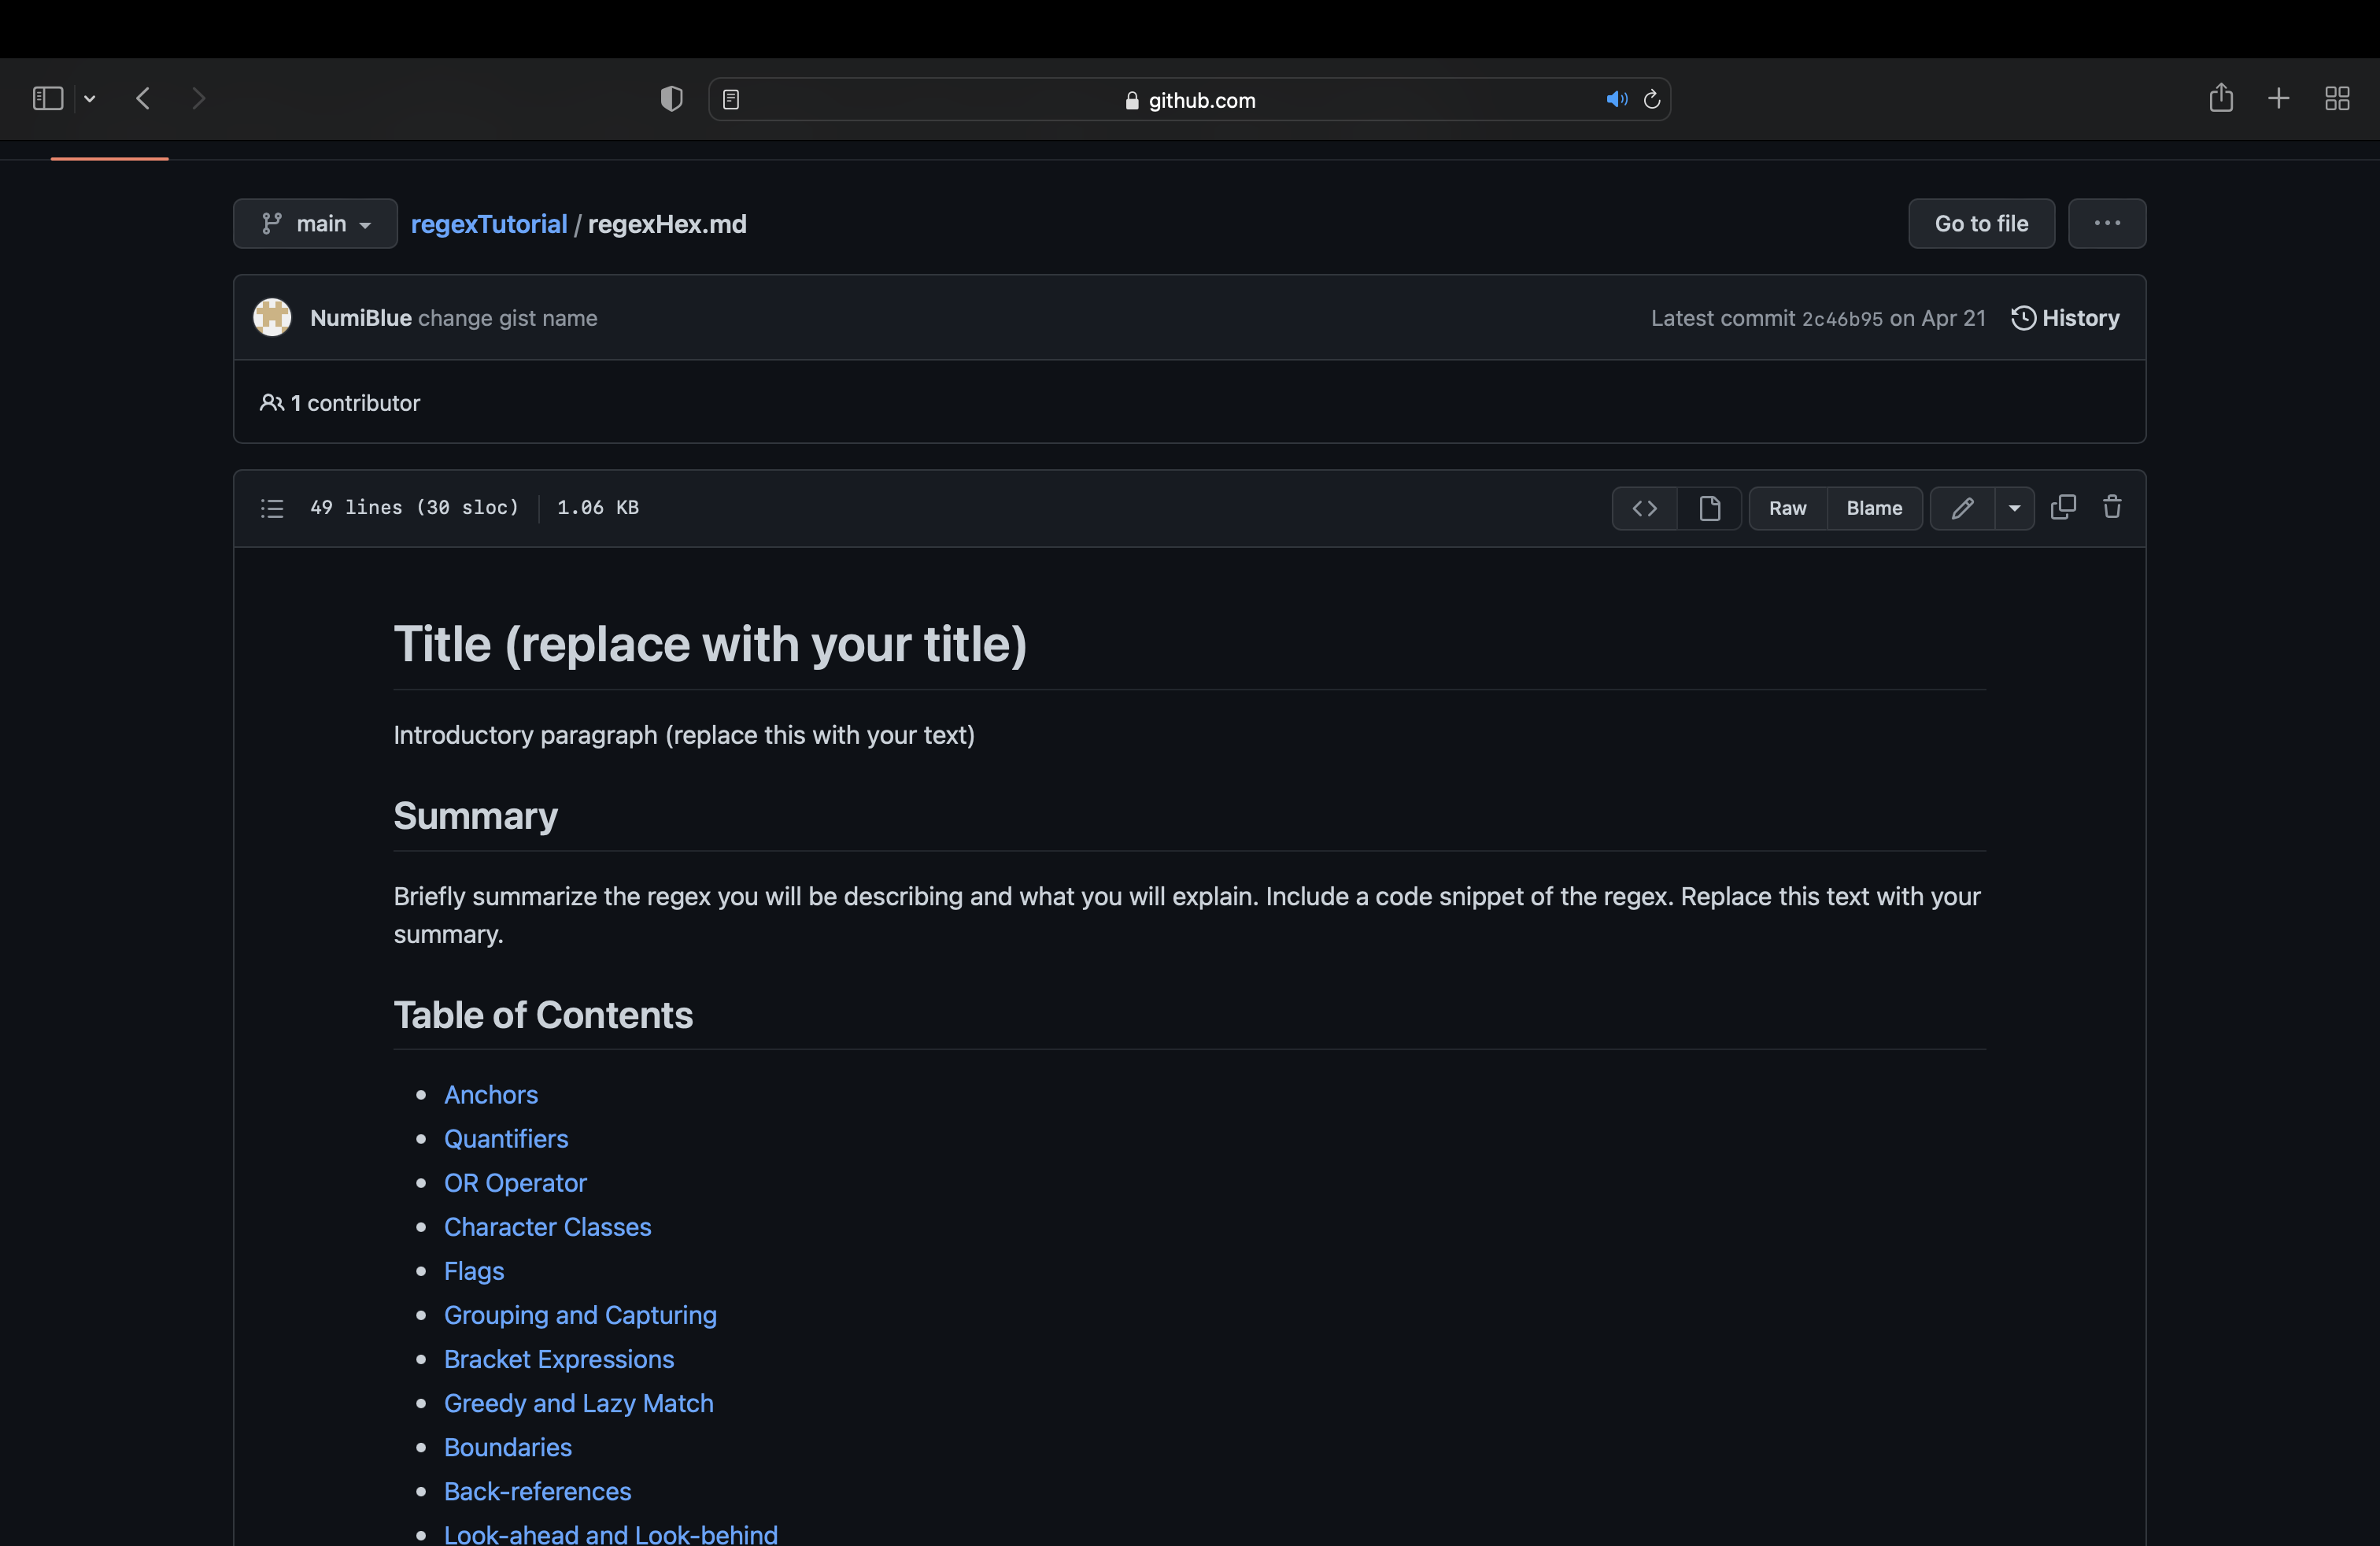 github.com
main
regexTutorial / regexHex.md
Go to file
NumiBlue change gist name
Latest commit 2c46b95 on Apr 21
History
1 contributor
49 lines (30 sloc)
1.06 KB
Raw
Blame
Title (replace with your title)
Introductory paragraph (replace this with your text)
Summary
Briefly summarize the regex you will be describing and what you will explain. Include a code snippet of the regex. Replace this text with your
summary.
Table of Contents
Anchors
Quantifiers
OR Operator
Character Classes
Flags
Grouping and Capturing
Bracket Expressions
Greedy and Lazy Match
Boundaries
Back-references
Look-ahead and Look-behind